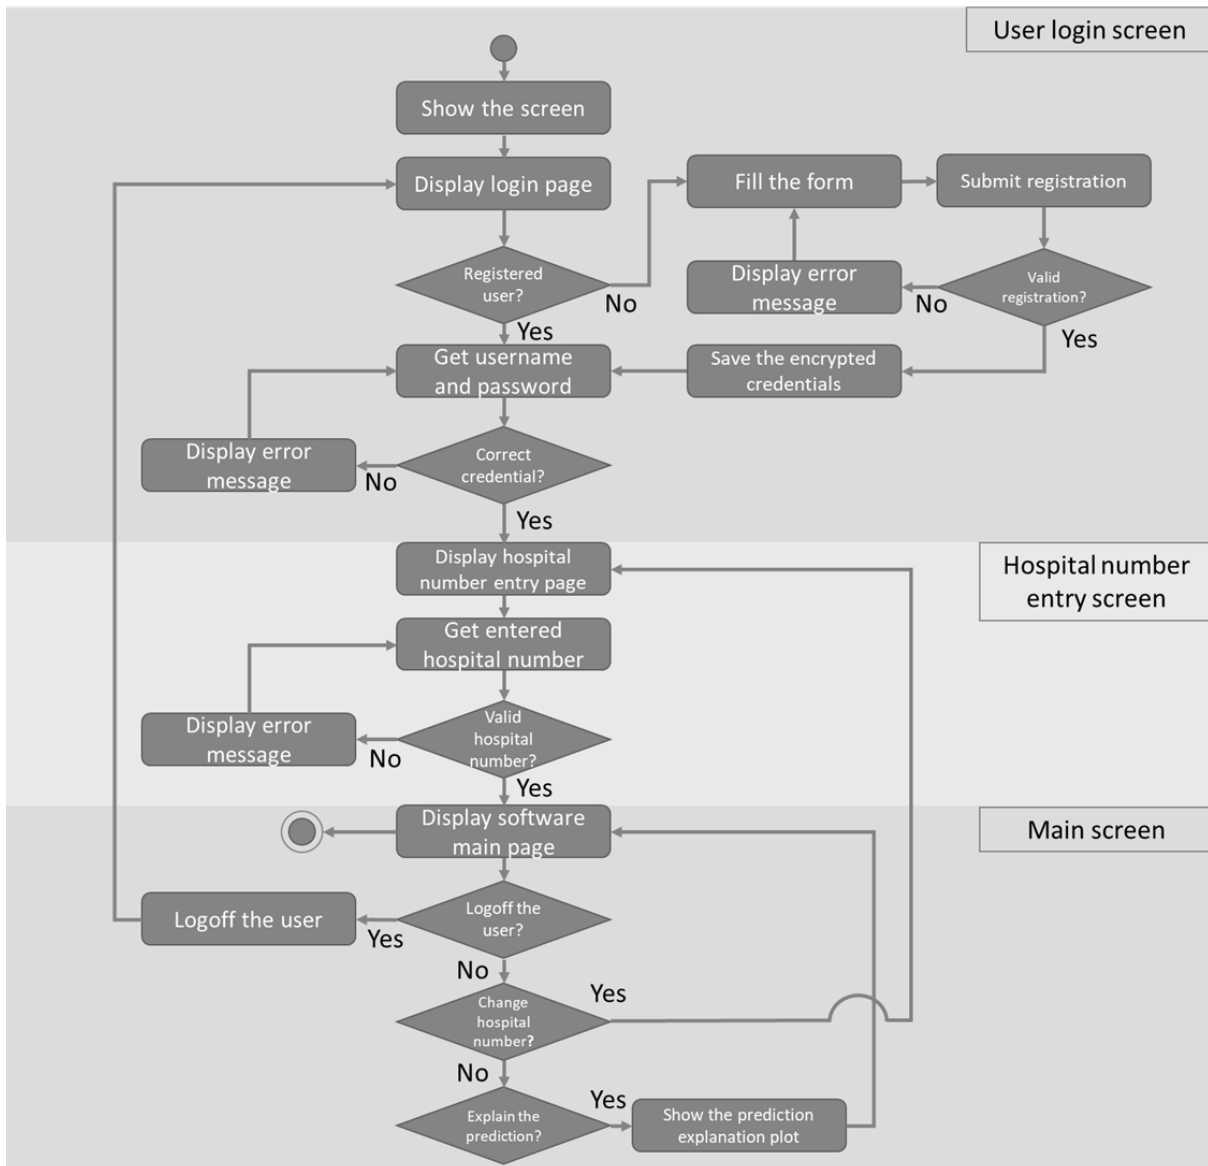 User login screen
Show the screen
Display login page
Fill the form
Submit registration
Registered
user?
No
Display error
message
No
Valid
registration?
Yes
Yes
Get username
and password
Save the encrypted
credentials
Display error
message
No
Correct
credential?
Yes
Display hospital
number entry page
Hospital number
entry screen
Get entered
hospital number
Display error
message
No
Valid
hospital
number?
Yes
Display software
main page
Main screen
Logoff the user
Yes
Logoff the
user?
No
Change
hospital
number?
Yes
No
Explain the
prediction?
Yes
Show the prediction
explanation plot